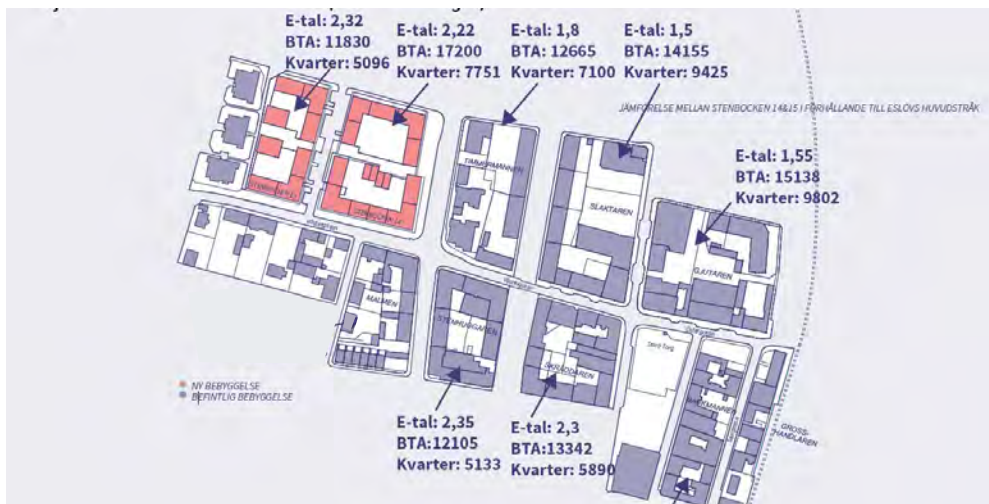 E-tal: 2,32
BTA: 11830
Kvarter: 5096
E-tal: 2,22
BTA: 17200
Kvarter: 7751
E-tal: 1,8
BTA: 12665
Kvarter: 7100
E-tal: 1,5
BTA: 14155
Kvarter: 9425
JÄMFÖRELSE MELLAN STENBOCKEN 14&15 I FÖRHÅLLANDE TILL ESLÖVS HUVUDSTRÅK
E-tal: 1,55
BTA: 15138
Kvarter: 9802
TIMMERMANNEN
SLAKTAREN
GJUTAREN
MALMEN
STENHUGGAREN
SKRÄDDAREN
GROSS-
HANDLAREN
NY BEBYGGELSE
BEFINTLIG BEBYGGELSE
E-tal: 2,35
BTA:12105
Kvarter: 5133
E-tal: 2,3
BTA:13342
Kvarter: 5890